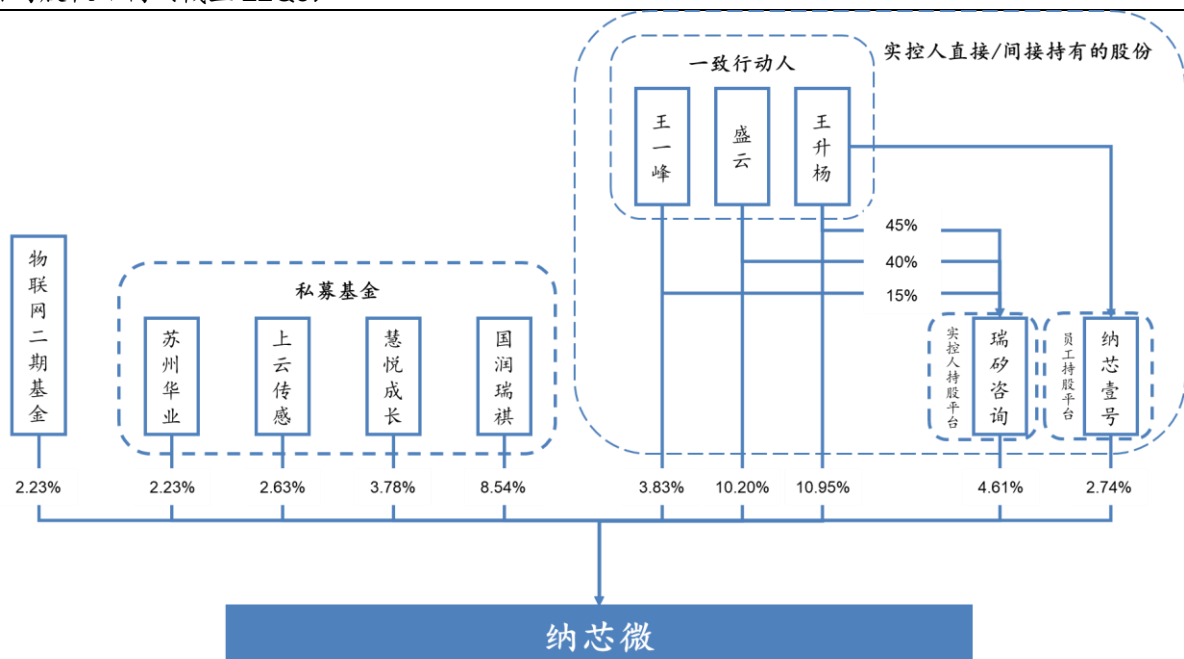 实控人直接/间接持有的股份
一致行动人
王一峰
盛云
王升杨
45%
40%
15%
物联网二期基金
私募基金
苏州华业
上云传感
慧悦成长
国润瑞祺
实控人持股平台
瑞矽咨询
员工持股平台
纳芯壹号
2.23%
2.23%
2.63%
3.78%
8.54%
3.83%
10.20%
10.95%
4.61%
2.74%
纳芯微